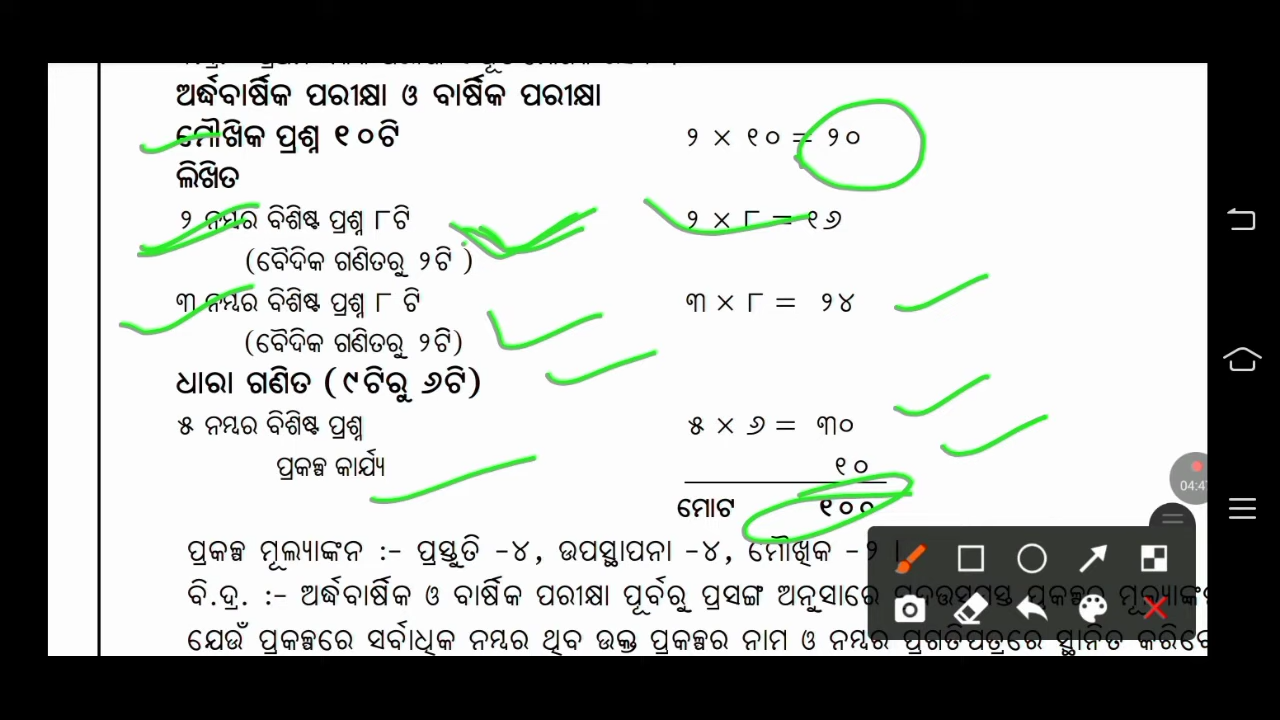 ଅର୍ଦ୍ଧବାର୍ଷିକ ପରୀକ୍ଷା ଓ ବାର୍ଷିକ ପରୀକ୍ଷା
ମୌଖିକ ପ୍ରଶ୍ନ ୧୦ଟି ୨ × ୧୦ = ୨୦
ଲିଖିତ
୨ ନମ୍ବର ବିଶିଷ୍ଟ ପ୍ରଶ୍ନ ୮ଟି ୨ × ୮ = ୧୬
(ବୈଦିକ ଗଣିତରୁ ୨ଟି )
୩ ନମ୍ବର ବିଶିଷ୍ଟ ପ୍ରଶ୍ନ ୮ ଟି ୩ × ୮ = ୨୪
(ବୈଦିକ ଗଣିତରୁ ୨ଟି)
ଧାରା ଗଣିତ (୯ଟିରୁ ୬ଟି)
୫ ନମ୍ବର ବିଶିଷ୍ଟ ପ୍ରଶ୍ନ ୫ × ୬ = ୩୦
ପ୍ରକଳ୍ପ କାର୍ଯ୍ୟ ୧୦
ମୋଟ ୧୦୦
ପ୍ରକଳ୍ପ ମୂଲ୍ୟାଙ୍କନ :- ପ୍ରସ୍ତୁତି -୪, ଉପସ୍ଥାପନା -୪, ମୌଖିକ -୨ |
ବି.ଦ୍ର. :- ଅର୍ଦ୍ଧବାର୍ଷିକ ଓ ବାର୍ଷିକ ପରୀକ୍ଷା ପୂର୍ବରୁ ପ୍ରସଙ୍ଗ ଅନୁସାରେ
ଯେଉଁ ପ୍ରକଳ୍ପରେ ସର୍ବାଧିକ ନମ୍ବର ଥିବ ଉକ୍ତ ପ୍ରକଳ୍ପର ନାମ ଓ ନମ୍ବର ପ୍ରଗତିପତ୍ରରେ ସ୍ଥାନିତ କରିବେ